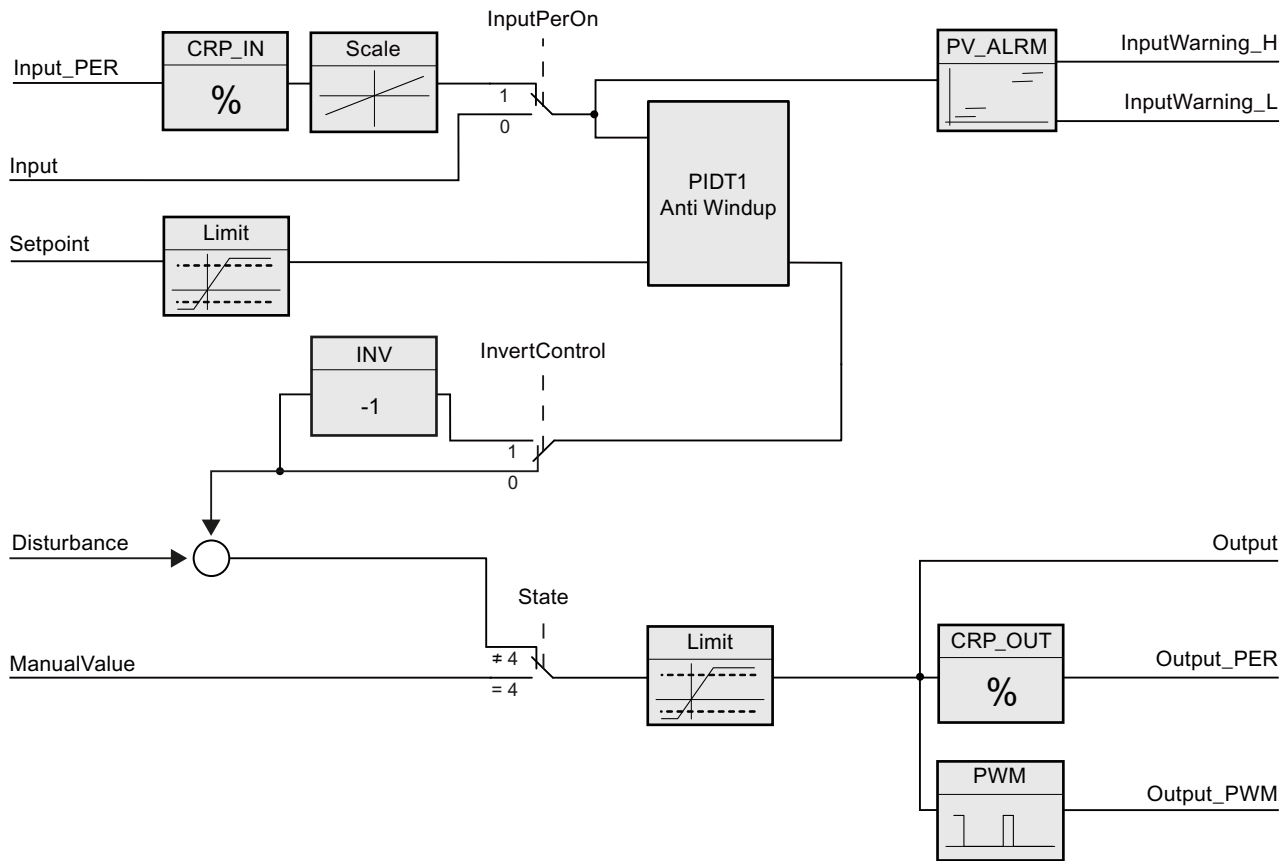 InputPerOn
CRP_IN
Scale
PV_ALRM
InputWarning_H
Input_PER
%
1
0
InputWarning_L
Input
PIDT1
Anti Windup
Setpoint
Limit
INV
InvertControl
-1
1
0
Disturbance
Output
State
ManualValue
≠ 4
= 4
Limit
CRP_OUT
Output_PER
%
PWM
Output_PWM